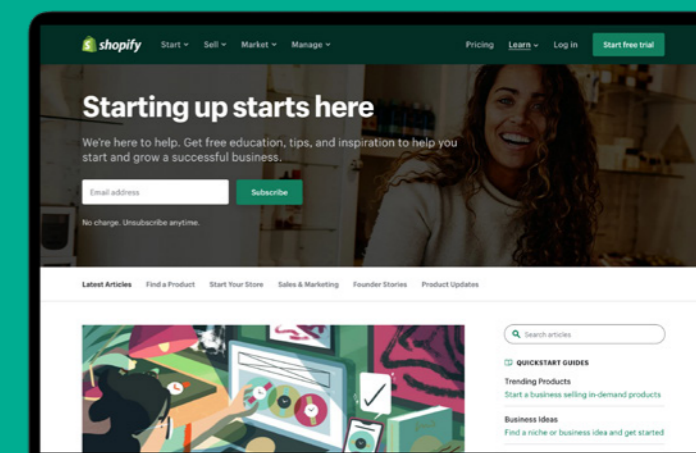 shopify
Start
Sell
Market
Manage
Pricing
Learn
Log in
Start free trial
Starting up starts here
We're here to help. Get free education, tips, and inspiration to help you
start and grow a successful business.
Email address
Subscribe
No charge. Unsubscribe anytime.
Latest Articles
Find a Product
Start Your Store
Sales & Marketing
Founder Stories
Product Updates
Search articles
QUICKSTART GUIDES
Trending Products
Start a business selling in-demand products
Business Ideas
Find a niche or business idea and get started